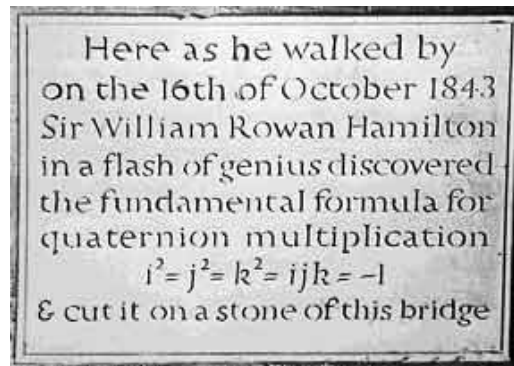 Here as he walked by
on the 16th of October 1843
Sir William Rowan Hamilton
in a flash of genius discovered
the fundamental formula for
quaternion multiplication
i² = j² = k² = ijk = −1
& cut it on a stone of this bridge